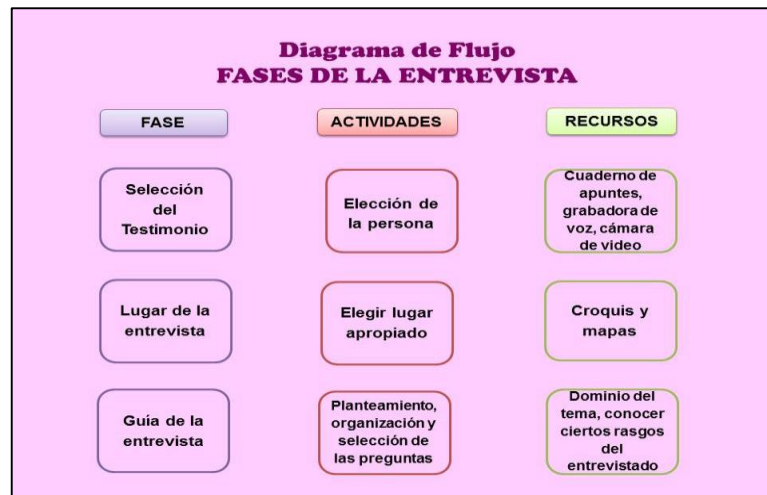 Diagrama de Flujo
FASES DE LA ENTREVISTA
FASE
ACTIVIDADES
RECURSOS
Selección
del
Testimonio
Elección de
la persona
Cuaderno de
apuntes,
grabadora de
voz, cámara
de video
Lugar de la
entrevista
Elegir lugar
apropiado
Croquis y
mapas
Guía de la
entrevista
Planteamiento,
organización y
selección de
las preguntas
Dominio del
tema, conocer
ciertos rasgos
del
entrevistado